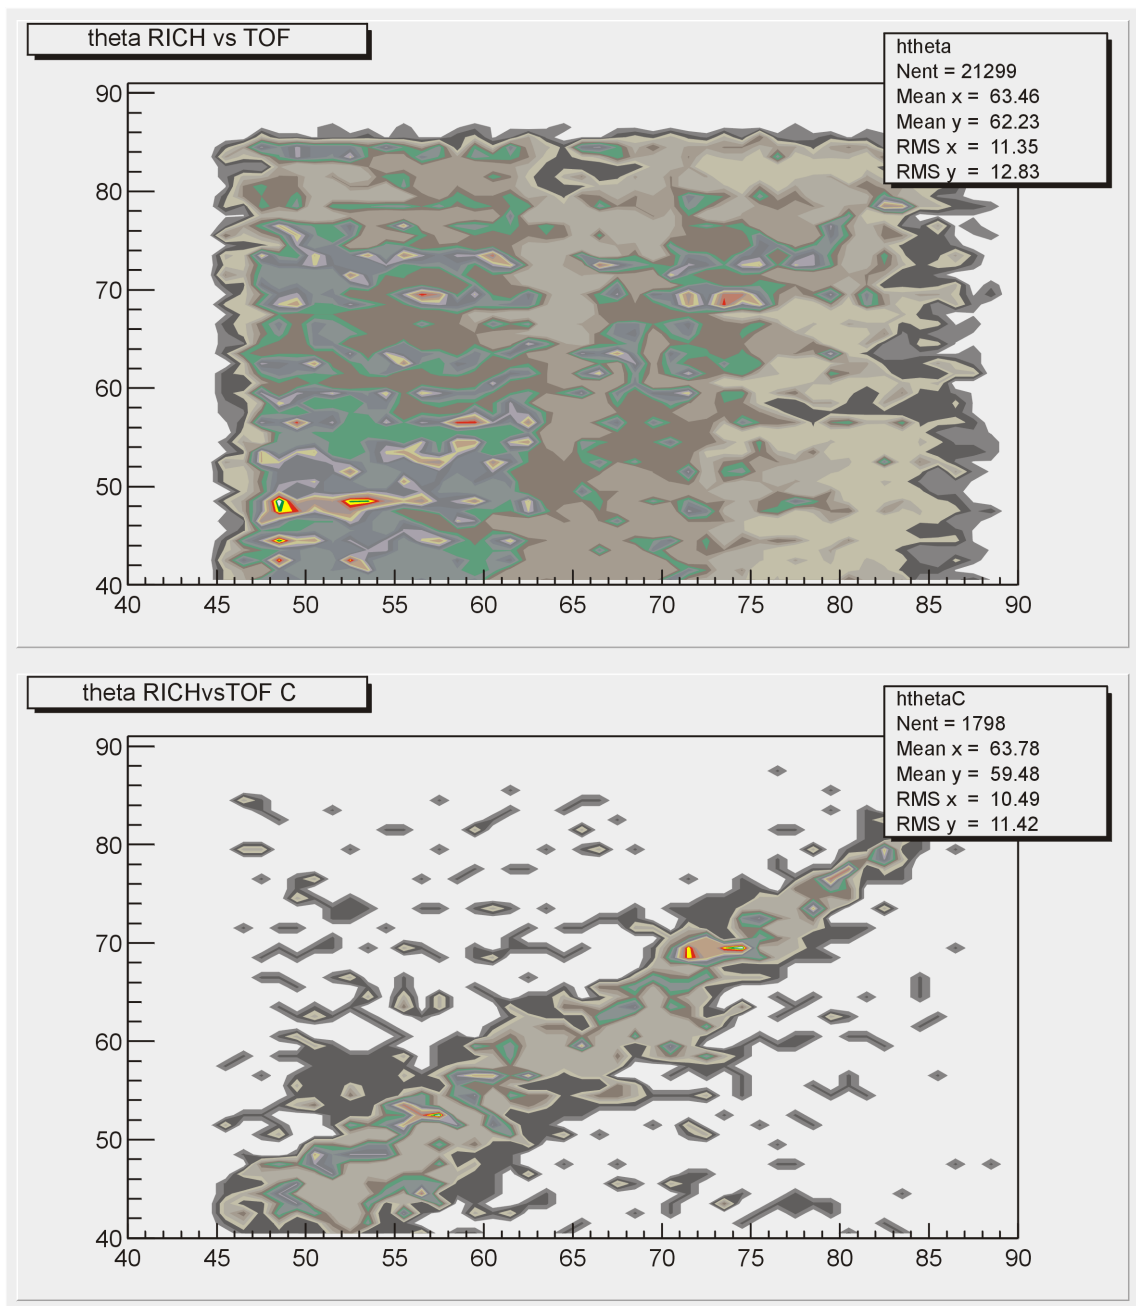 theta RICH vs TOF
htheta
Nent = 21299
Mean x = 63.46
Mean y = 62.23
RMS x = 11.35
RMS y = 12.83
90
80
70
60
50
40
40 45 50 55 60 65 70 75 80 85 90
theta RICHvsTOF C
hthetaC
Nent = 1798
Mean x = 63.78
Mean y = 59.48
RMS x = 10.49
RMS y = 11.42
90
80
70
60
50
40
40 45 50 55 60 65 70 75 80 85 90